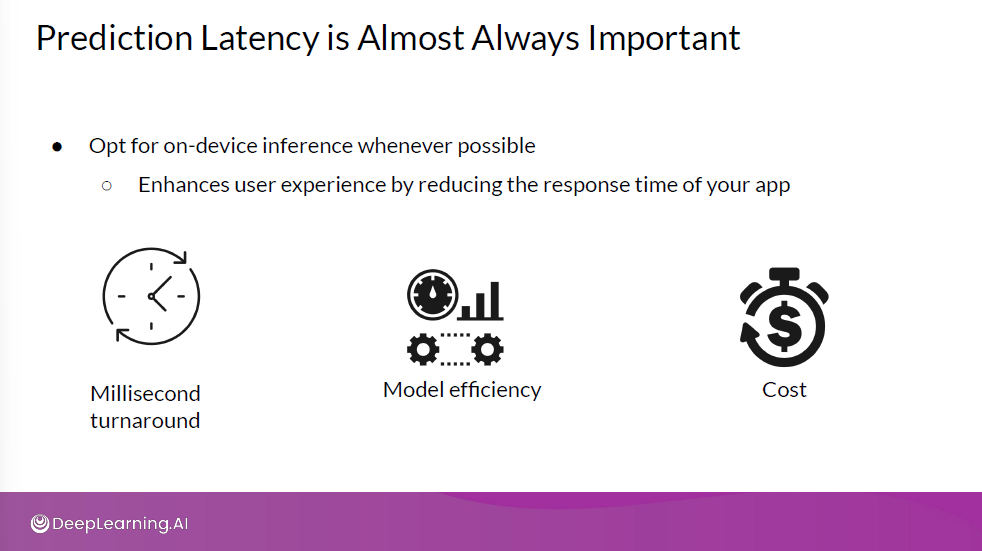 Prediction Latency is Almost Always Important
● Opt for on-device inference whenever possible
○ Enhances user experience by reducing the response time of your app
Millisecond
turnaround
Model efficiency
$
Cost
DeepLearning.AI